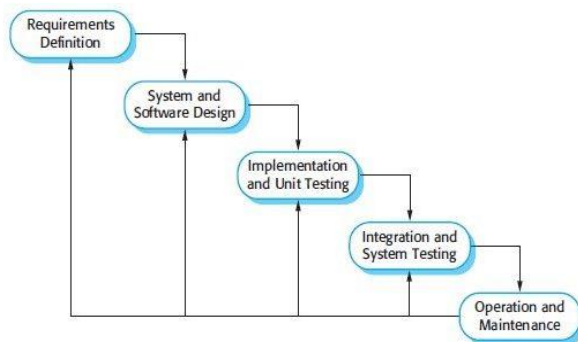 Requirements
Definition
System and
Software Design
Implementation
and Unit Testing
Integration and
System Testing
Operation and
Maintenance